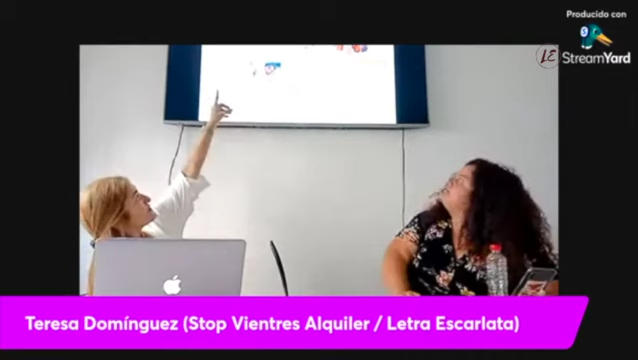 Producido con
StreamYard
LE
Teresa Domínguez (Stop Vientres Alquiler / Letra Escarlata)